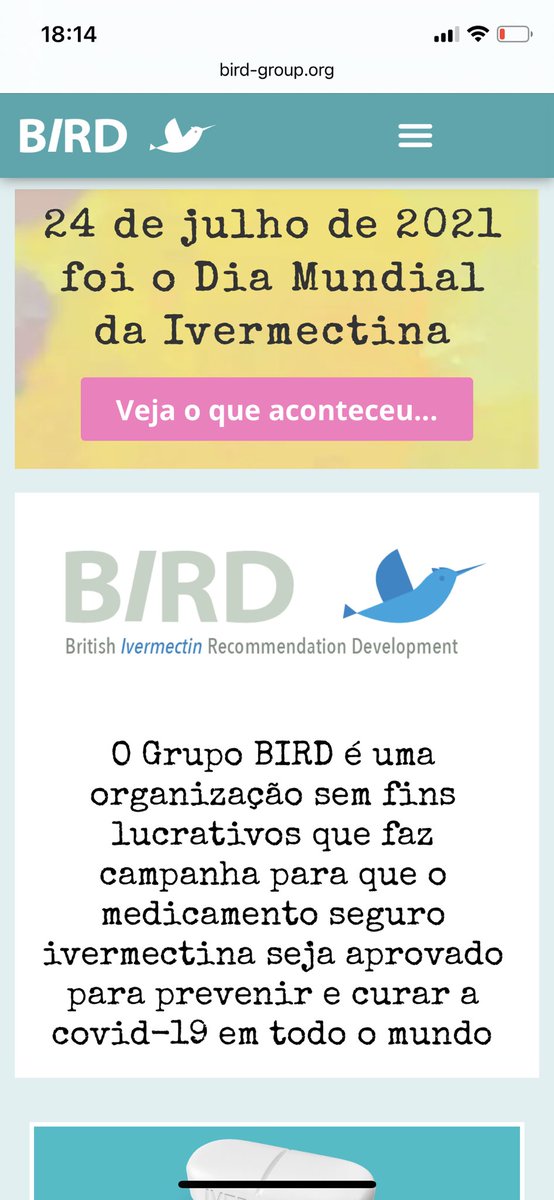 18:14
bird-group.org
BIRD
24 de julho de 2021
foi o Dia Mundial
da Ivermectina
Veja o que aconteceu...
BIRD
British Ivermectin Recommendation Development
O Grupo BIRD é uma
organização sem fins
lucrativos que faz
campanha para que o
medicamento seguro
ivermectina seja aprovado
para prevenir e curar a
covid-19 em todo o mundo